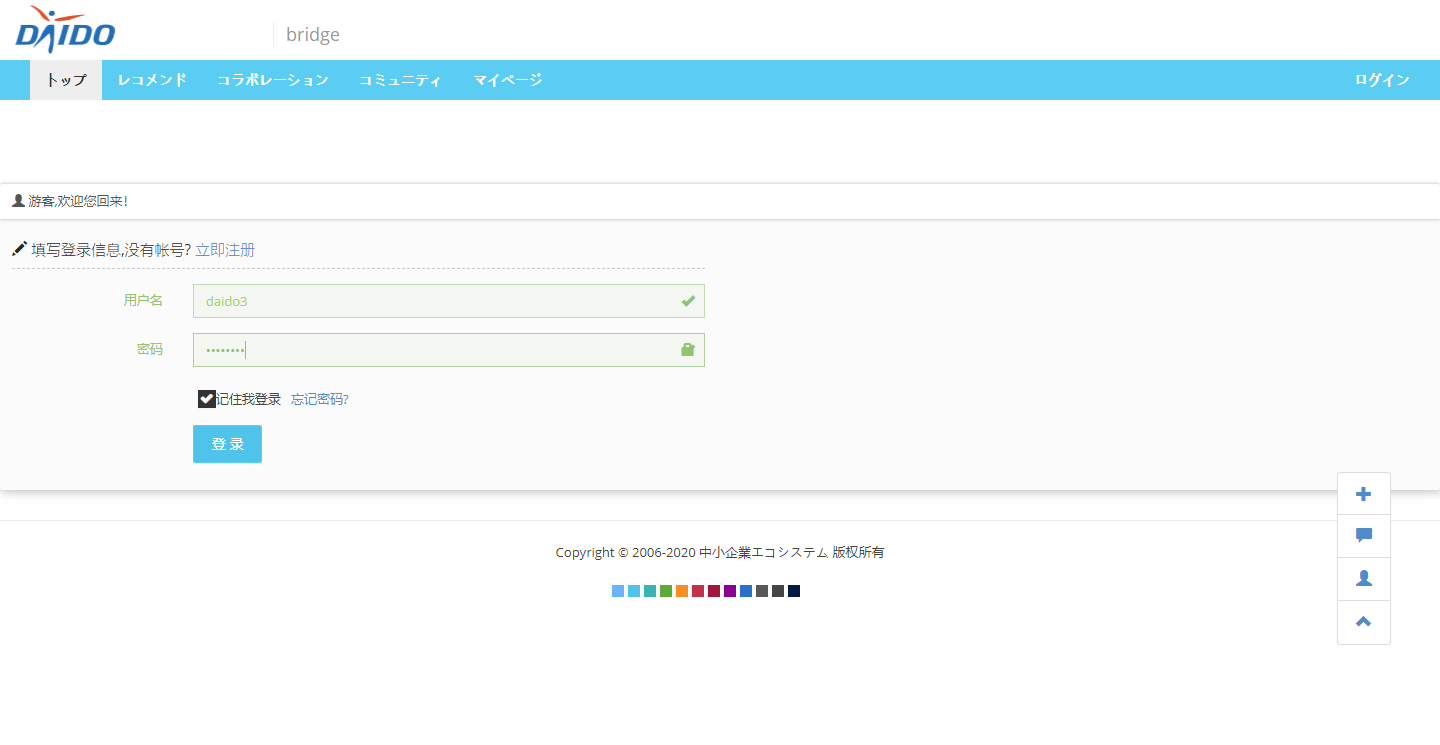 DAIDO
bridge
トップ レコメンド コラボレーション コミュニティ マイページ ログイン
游客,欢迎您回来!
填写登录信息,没有帐号? 立即注册
用户名 daido3
密码 ••••••••
记住我登录 忘记密码?
登 录
Copyright © 2006-2020 中小企業エコシステム 版权所有